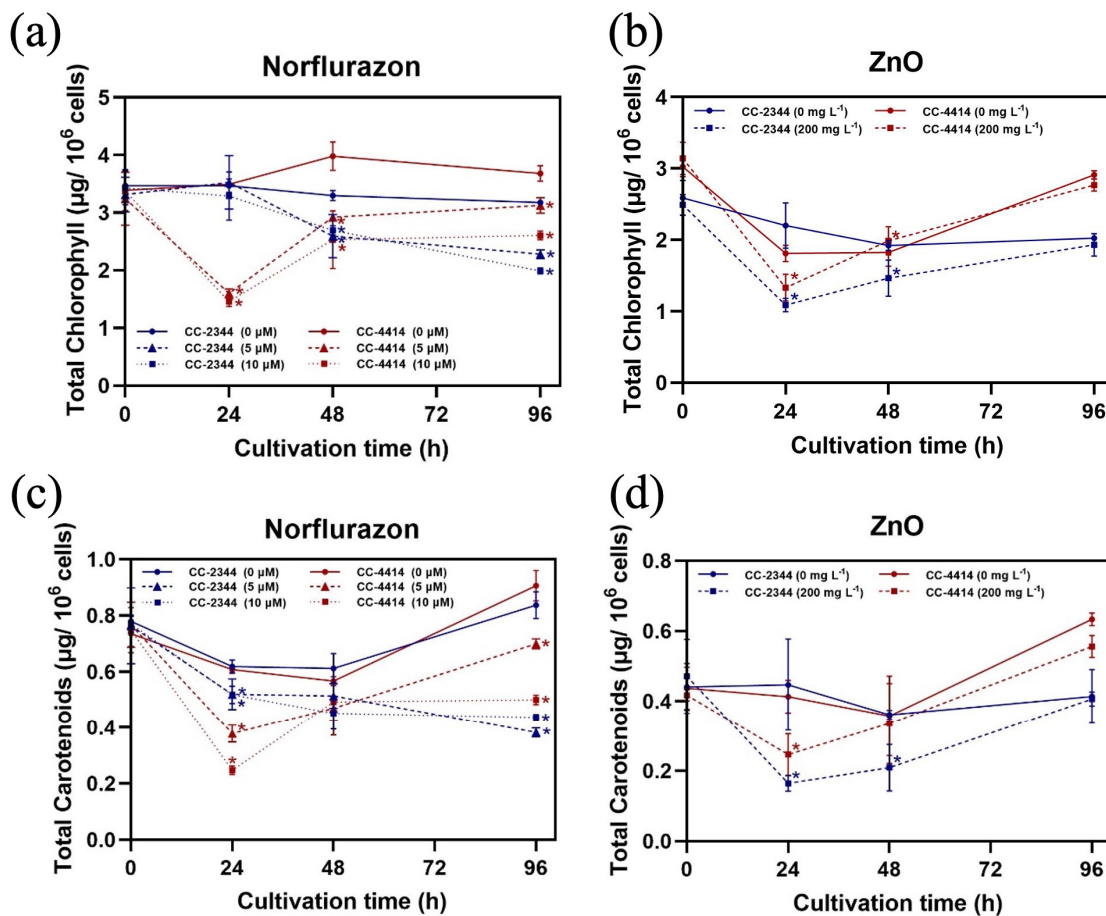 (a)
Norflurazon
Total Chlorophyll (µg/ 10⁶ cells)
5
4
3
2
1
0
CC-2344 (0 µM)
CC-2344 (5 µM)
CC-2344 (10 µM)
CC-4414 (0 µM)
CC-4414 (5 µM)
CC-4414 (10 µM)
* * * * * * * * * *
0 24 48 72 96
Cultivation time (h)
(b)
ZnO
Total Chlorophyll (µg/ 10⁶ cells)
4
3
2
1
0
CC-2344 (0 mg L⁻¹)
CC-2344 (200 mg L⁻¹)
CC-4414 (0 mg L⁻¹)
CC-4414 (200 mg L⁻¹)
* * * *
0 24 48 72 96
Cultivation time (h)
(c)
Norflurazon
Total Carotenoids (µg/ 10⁶ cells)
1.0
0.8
0.6
0.4
0.2
0.0
CC-2344 (0 µM)
CC-2344 (5 µM)
CC-2344 (10 µM)
CC-4414 (0 µM)
CC-4414 (5 µM)
CC-4414 (10 µM)
* * * * * * * *
0 24 48 72 96
Cultivation time (h)
(d)
ZnO
Total Carotenoids (µg/ 10⁶ cells)
0.8
0.6
0.4
0.2
0.0
CC-2344 (0 mg L⁻¹)
CC-2344 (200 mg L⁻¹)
CC-4414 (0 mg L⁻¹)
CC-4414 (200 mg L⁻¹)
* * *
0 24 48 72 96
Cultivation time (h)